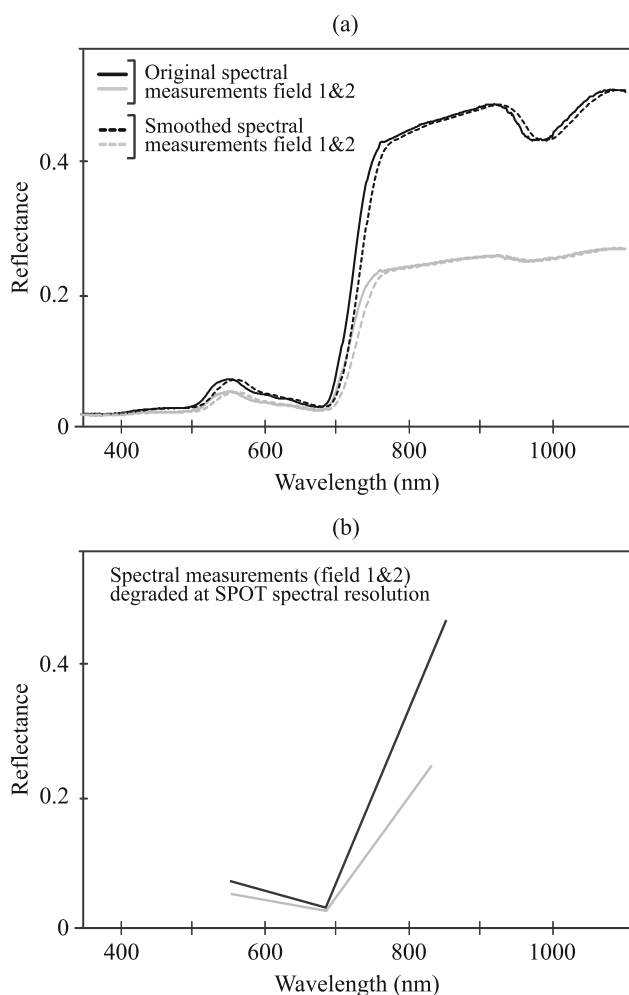 (a)
Original spectral
measurements field 1&2
Smoothed spectral
measurements field 1&2
Reflectance
0.4
0.2
0
400 600 800 1000
Wavelength (nm)
(b)
Spectral measurements (field 1&2)
degraded at SPOT spectral resolution
Reflectance
0.4
0.2
0
400 600 800 1000
Wavelength (nm)